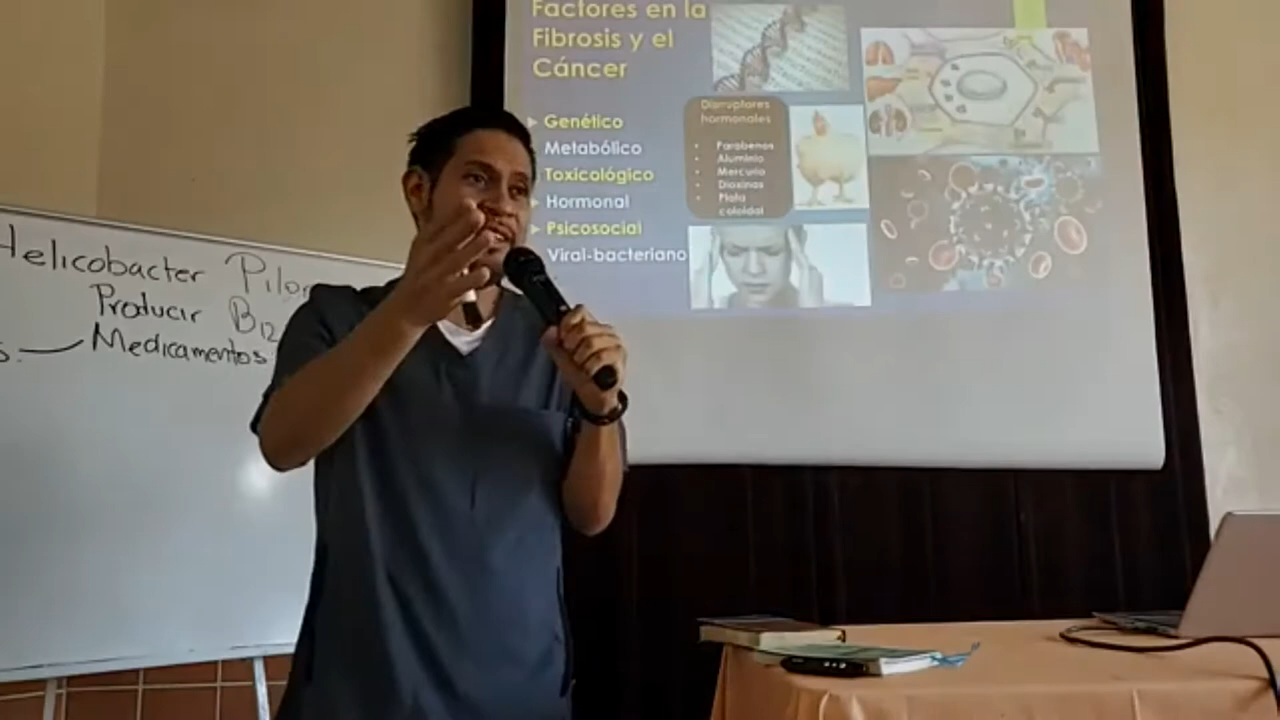 Helicobacter Pilor
Producir B12
Medicamentos
Factores en la
Fibrosis y el
Cáncer
Genético
Metabólico
Toxicológico
Hormonal
Psicosocial
Viral-bacteriano
Disruptores
hormonales
Parabenos
Aluminio
Mercurio
Dioxinas
Plata
coloidal